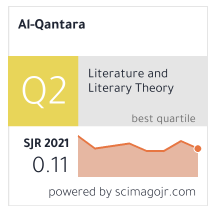 Al-Qantara
Q2
Literature and
Literary Theory
best quartile
SJR 2021
0.11
powered by scimagojr.com